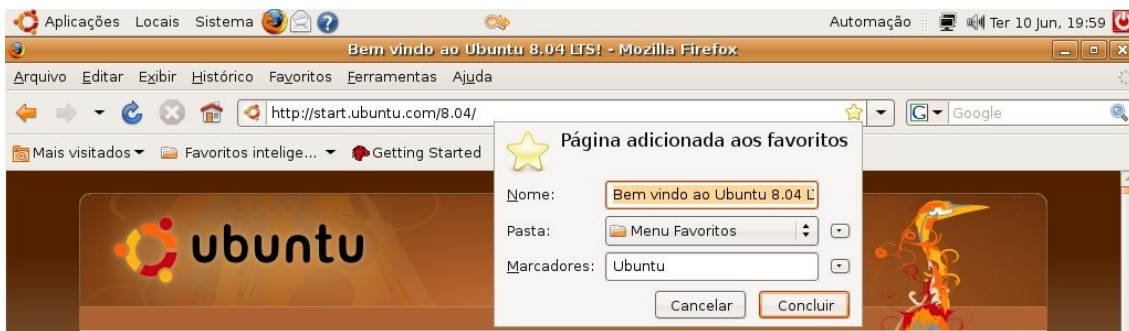 Aplicações Locais Sistema Automação Ter 10 Jun, 19:59
Bem vindo ao Ubuntu 8.04 LTS! - Mozilla Firefox
Arquivo Editar Exibir Histórico Favoritos Ferramentas Ajuda
http://start.ubuntu.com/8.04/ G Google
Mais visitados Favoritos intelige... Getting Started
Página adicionada aos favoritos
Nome: Bem vindo ao Ubuntu 8.04 L
Pasta: Menu Favoritos
Marcadores: Ubuntu
Cancelar Concluir
ubuntu